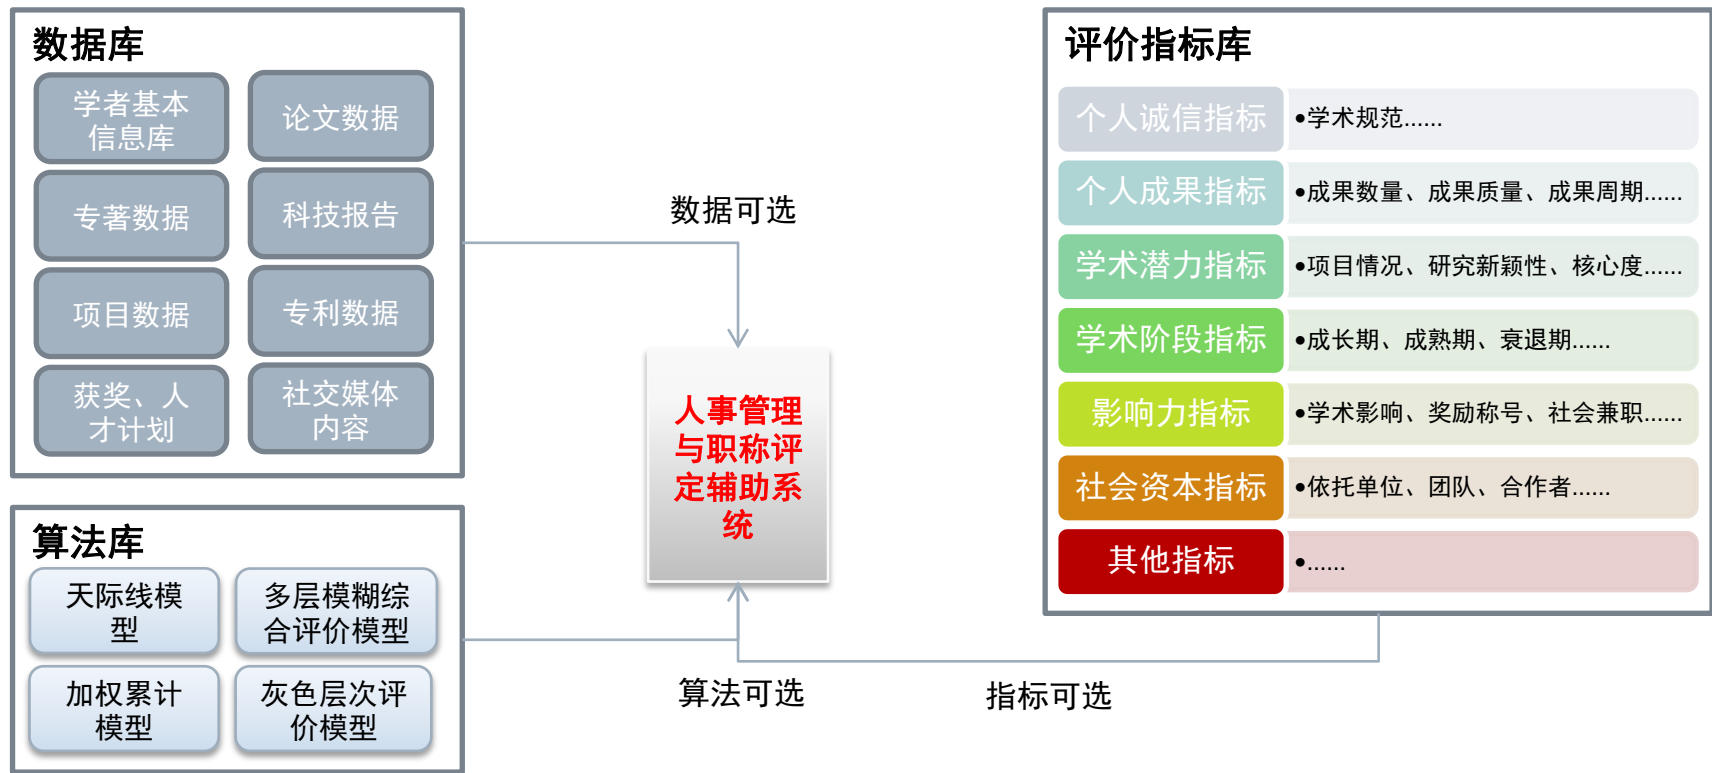 数据库
学者基本
信息库
论文数据
专著数据
科技报告
项目数据
专利数据
获奖、人
才计划
社交媒体
内容
算法库
天际线模
型
多层模糊综
合评价模型
加权累计
模型
灰色层次评
价模型
数据可选
人事管理
与职称评
定辅助系
统
算法可选
指标可选
评价指标库
个人诚信指标
•学术规范......
个人成果指标
•成果数量、成果质量、成果周期......
学术潜力指标
•项目情况、研究新颖性、核心度......
学术阶段指标
•成长期、成熟期、衰退期......
影响力指标
•学术影响、奖励称号、社会兼职......
社会资本指标
•依托单位、团队、合作者......
其他指标
•......